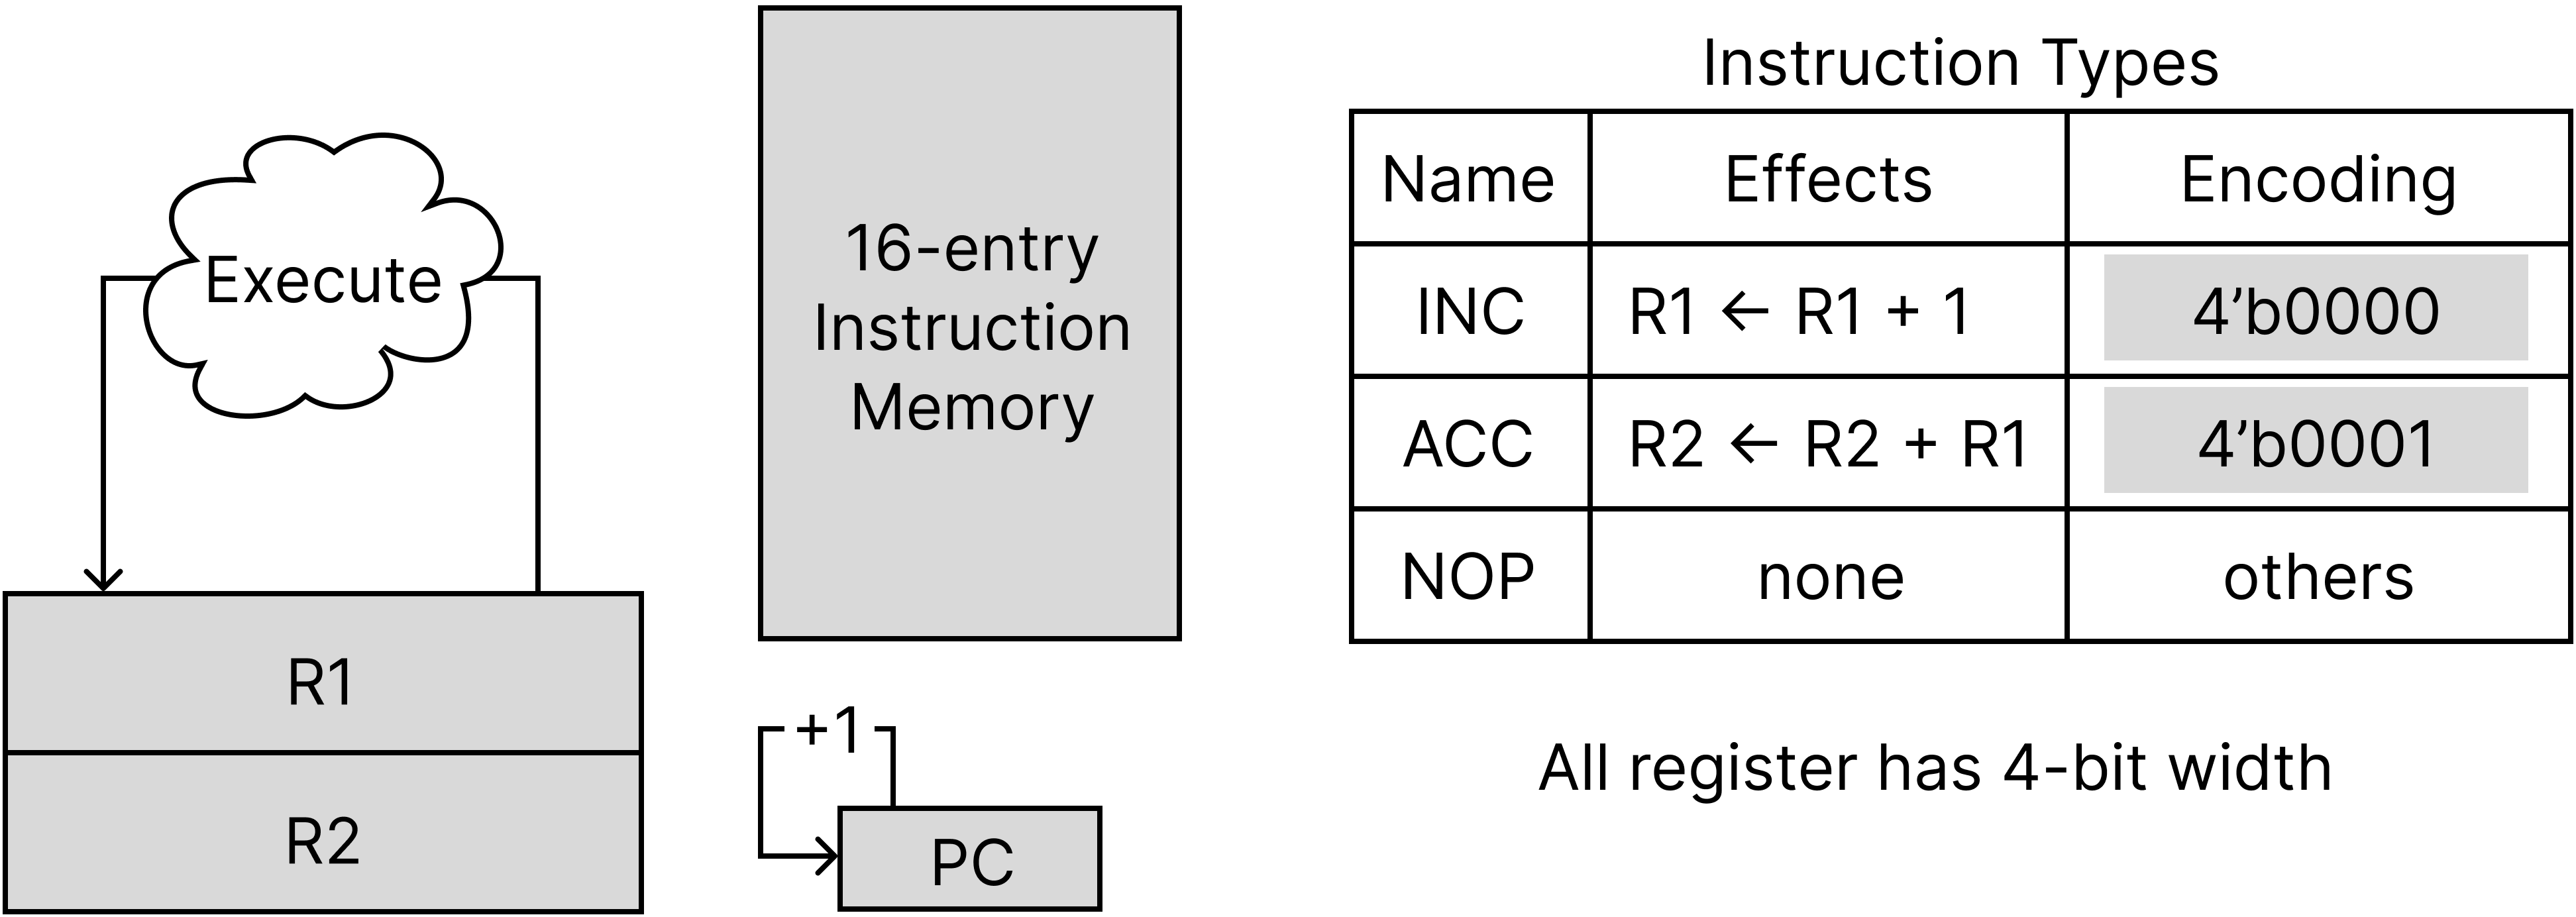 Execute
R1
R2
16-entry
Instruction
Memory
+1
PC
Instruction Types
Name Effects Encoding
INC R1 ← R1 + 1 4’b0000
ACC R2 ← R2 + R1 4’b0001
NOP none others
All register has 4-bit width